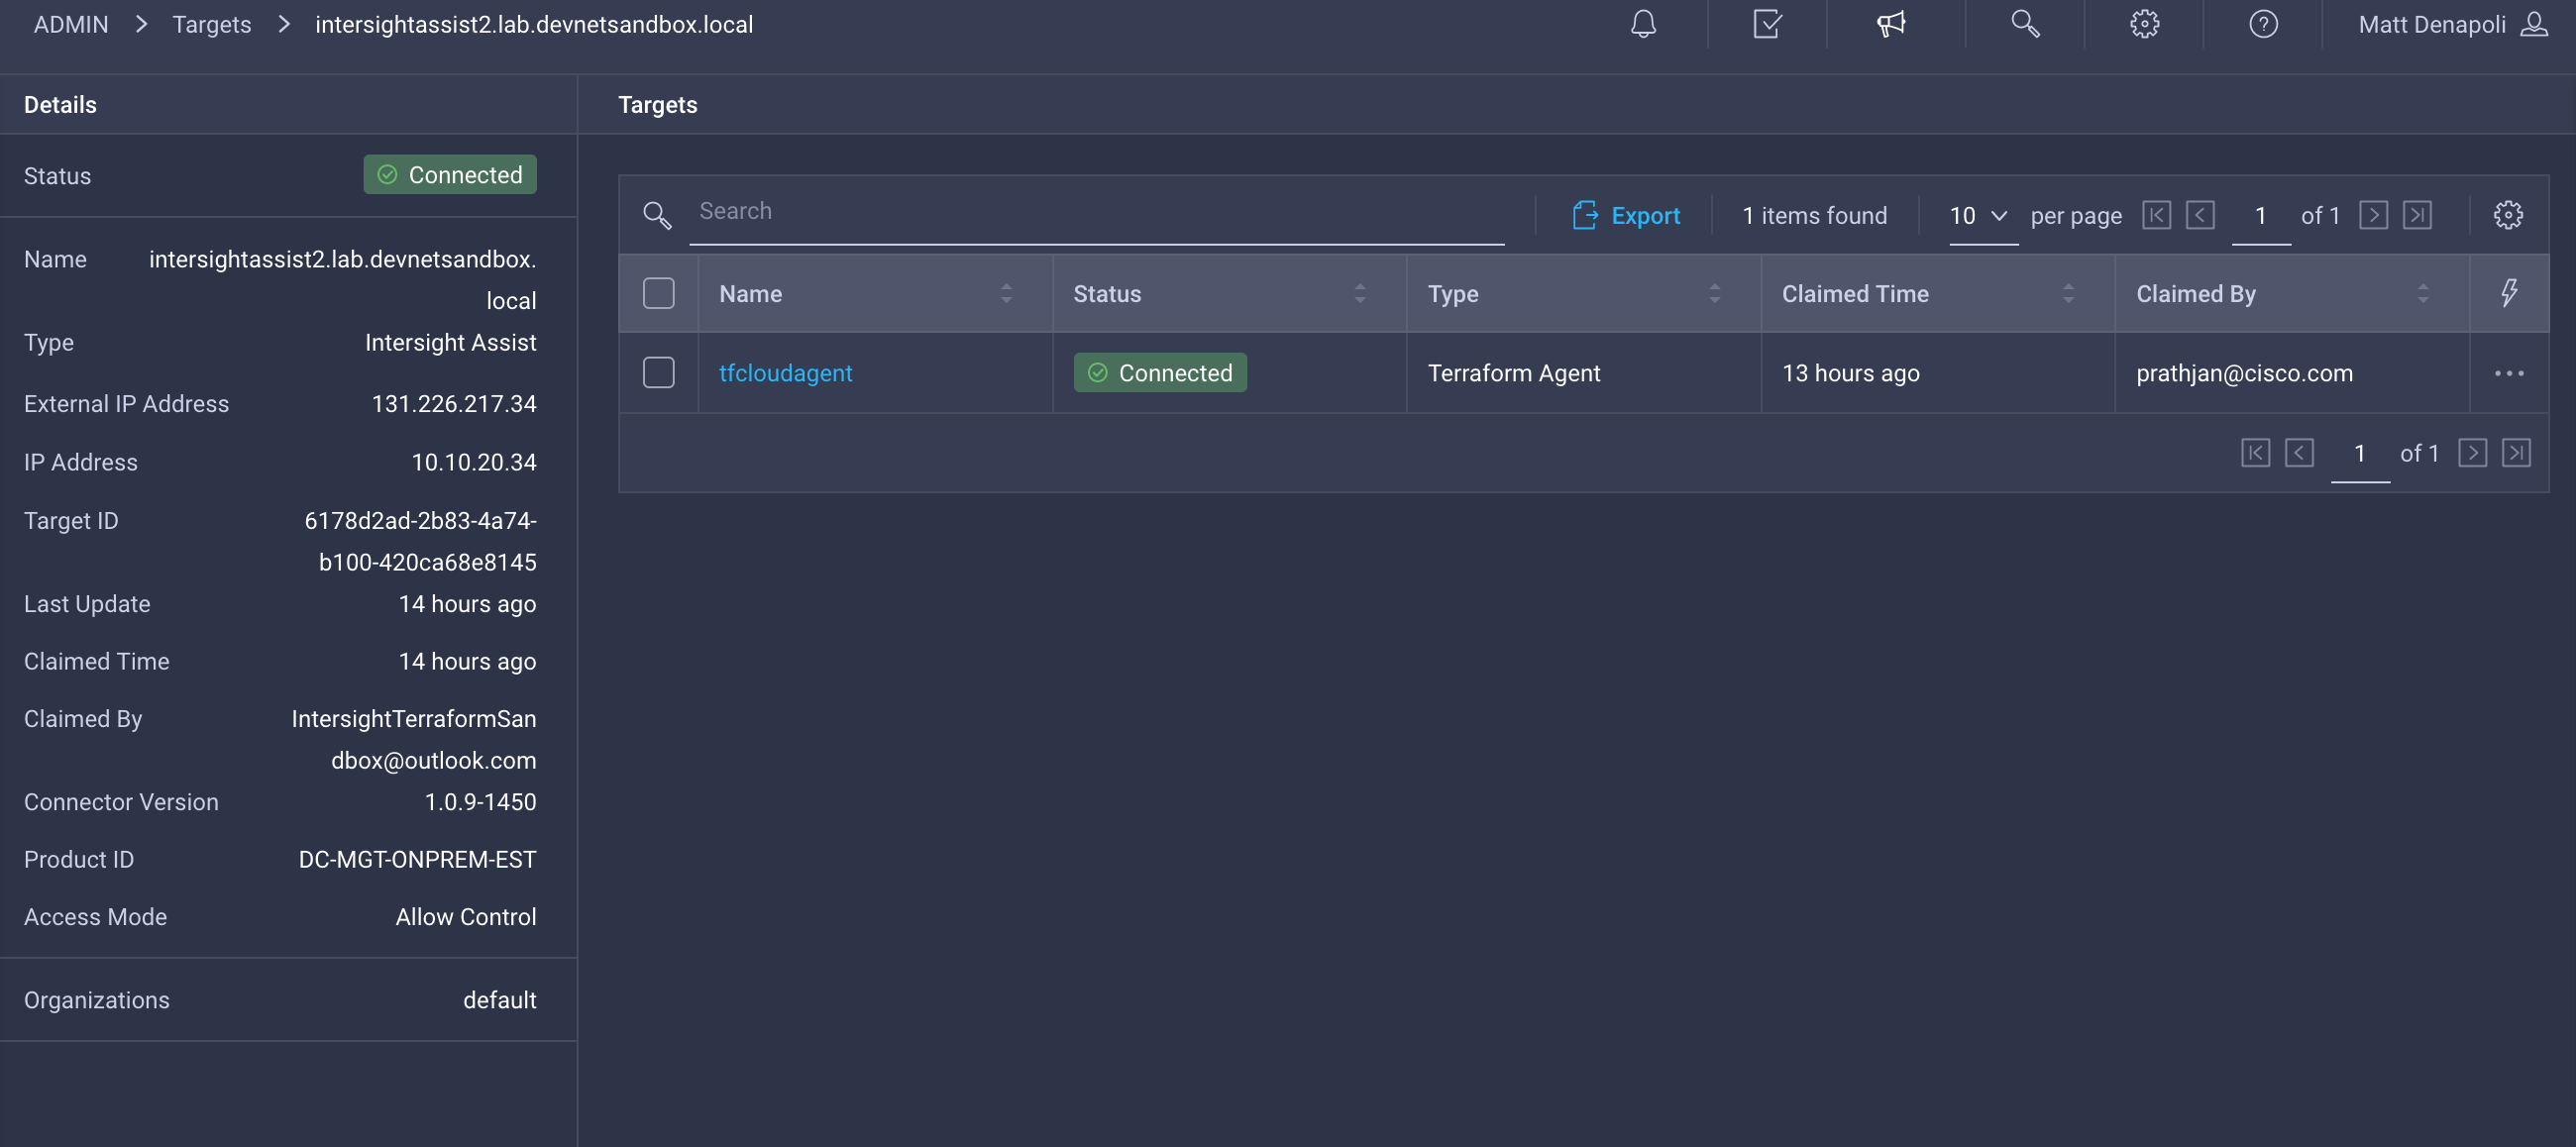 ADMIN > Targets > intersightassist2.lab.devnetsandbox.local
Matt Denapoli
Details
Status Connected
Name intersightassist2.lab.devnetsandbox.
local
Type Intersight Assist
External IP Address 131.226.217.34
IP Address 10.10.20.34
Target ID 6178d2ad-2b83-4a74-
b100-420ca68e8145
Last Update 14 hours ago
Claimed Time 14 hours ago
Claimed By IntersightTerraformSan
dbox@outlook.com
Connector Version 1.0.9-1450
Product ID DC-MGT-ONPREM-EST
Access Mode Allow Control
Organizations default
Targets
Search Export 1 items found 10 per page 1 of 1
Name Status Type Claimed Time Claimed By
tfcloudagent Connected Terraform Agent 13 hours ago prathjan@cisco.com
1 of 1